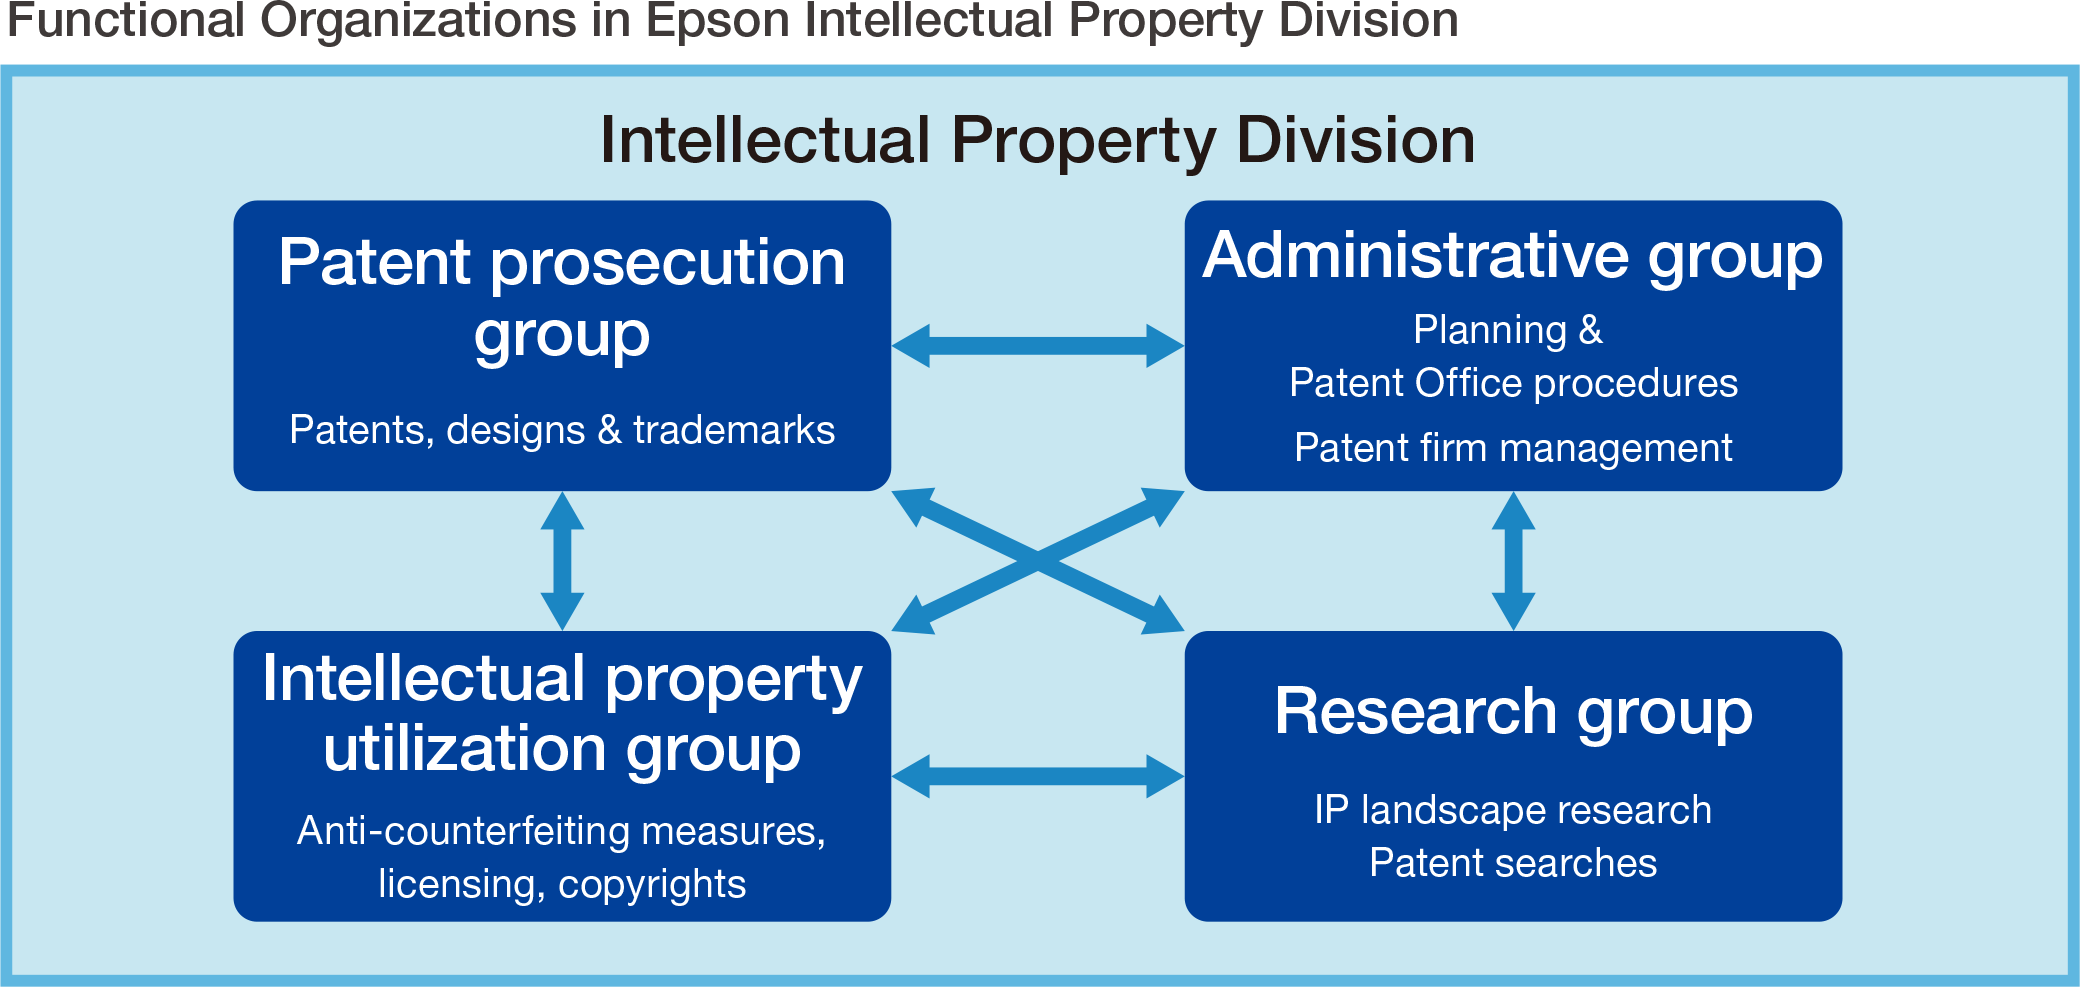 Functional Organizations in Epson Intellectual Property Division
Intellectual Property Division
Patent prosecution
group
Patents, designs & trademarks
Administrative group
Planning &
Patent Office procedures
Patent firm management
Intellectual property
utilization group
Anti-counterfeiting measures,
licensing, copyrights
Research group
IP landscape research
Patent searches